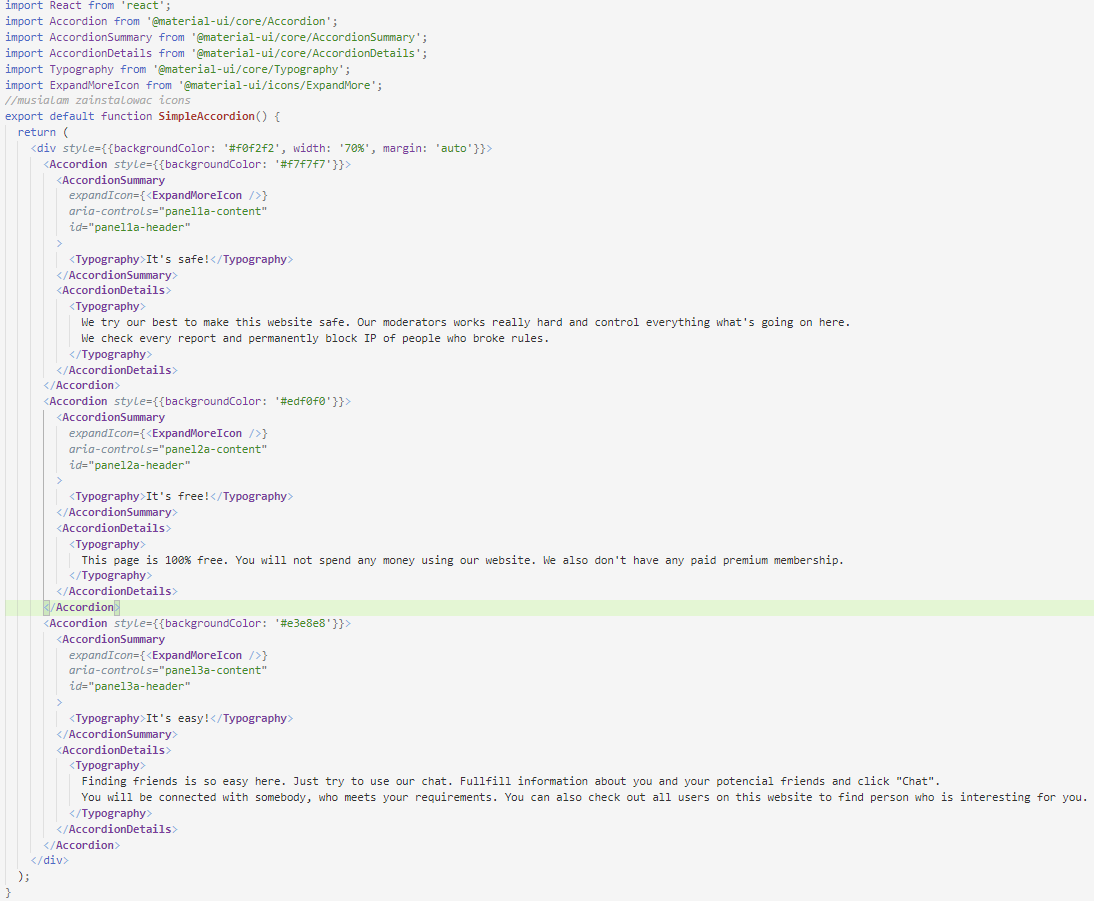 import React from 'react';
import Accordion from '@material-ui/core/Accordion';
import AccordionSummary from '@material-ui/core/AccordionSummary';
import AccordionDetails from '@material-ui/core/AccordionDetails';
import Typography from '@material-ui/core/Typography';
import ExpandMoreIcon from '@material-ui/icons/ExpandMore';
//musialam zainstalowac icons
export default function SimpleAccordion() {
  return (
    <div style={{backgroundColor: '#f0f2f2', width: '70%', margin: 'auto'}}>
      <Accordion style={{backgroundColor: '#f7f7f7'}}>
        <AccordionSummary
          expandIcon={<ExpandMoreIcon />}
          aria-controls="panel1a-content"
          id="panel1a-header"
        >
          <Typography>It's safe!</Typography>
        </AccordionSummary>
        <AccordionDetails>
          <Typography>
            We try our best to make this website safe. Our moderators works really hard and control everything what's going on here.
            We check every report and permanently block IP of people who broke rules.
          </Typography>
        </AccordionDetails>
      </Accordion>
      <Accordion style={{backgroundColor: '#edf0f0'}}>
        <AccordionSummary
          expandIcon={<ExpandMoreIcon />}
          aria-controls="panel2a-content"
          id="panel2a-header"
        >
          <Typography>It's free!</Typography>
        </AccordionSummary>
        <AccordionDetails>
          <Typography>
            This page is 100% free. You will not spend any money using our website. We also don't have any paid premium membership.
          </Typography>
        </AccordionDetails>
      </Accordion>
      <Accordion style={{backgroundColor: '#e3e8e8'}}>
        <AccordionSummary
          expandIcon={<ExpandMoreIcon />}
          aria-controls="panel3a-content"
          id="panel3a-header"
        >
          <Typography>It's easy!</Typography>
        </AccordionSummary>
        <AccordionDetails>
          <Typography>
            Finding friends is so easy here. Just try to use our chat. Fullfill information about you and your potencial friends and click "Chat".
            You will be connected with somebody, who meets your requirements. You can also check out all users on this website to find person who is interesting for you.
          </Typography>
        </AccordionDetails>
      </Accordion>
    </div>
  );
}